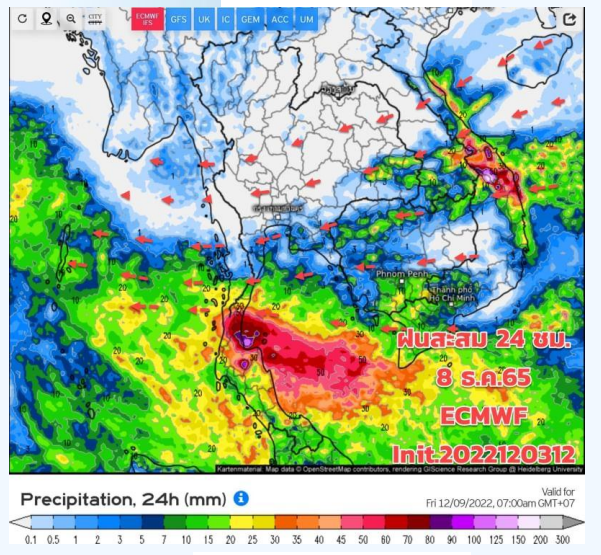 CITY
ECMWF IFS GFS UK IC GEM ACC UM
Phnom Penh
Thành phố
Hồ Chí Minh
ฝนสะสม 24 ชม.
8 ธ.ค.65
ECMWF
Init.2022120312
Kartenmaterial Map data © OpenStreetMap contributors, rendering GIScience Research Group @ Heidelberg University
Precipitation, 24h (mm)
Valid for
Fri 12/09/2022, 07:00am GMT+07
0.1 0.5 1 2 3 5 7 10 15 20 25 30 35 40 45 50 60 70 80 90 100 125 150 200 300